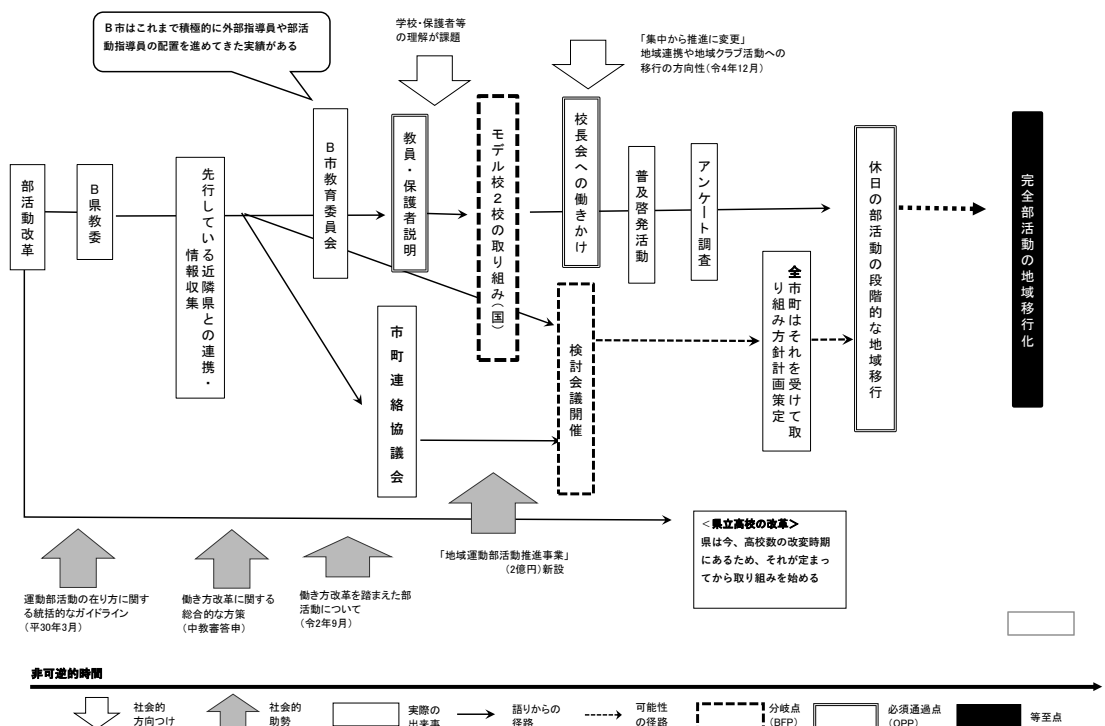 B市はこれまで積極的に外部指導員や部活
動指導員の配置を進めてきた実績がある
学校・保護者等
の理解が課題
「集中から推進に変更」
地域連携や地域クラブ活動への
移行の方向性(令4年12月)
部活動改革
B県教委
先行している近隣県との連携・
情報収集
B市教育委員会
教員・保護者説明
モデル校2校の取り組み(国)
校長会への働きかけ
普及啓発活動
アンケート調査
休日の部活動の段階的な地域移行
完全部活動の地域移行化
市町連絡協議会
検討会議開催
全市町はそれを受けて取
り組み方針計画策定
「地域運動部活動推進事業」
(2億円)新設
<県立高校の改革>
県は今、高校数の改変時期
にあるため、それが定まっ
てから取り組みを始める
運動部活動の在り方に関す
る統括的なガイドライン
(平30年3月)
働き方改革に関する
総合的な方策
(中教審答申)
働き方改革を踏まえた部
活動について
(令2年9月)
非可逆的時間
社会的
方向つけ
社会的
助勢
実際の
出来事
語りからの
径路
可能性
の径路
分岐点
(BFP)
必須通過点
(OPP)
等至点